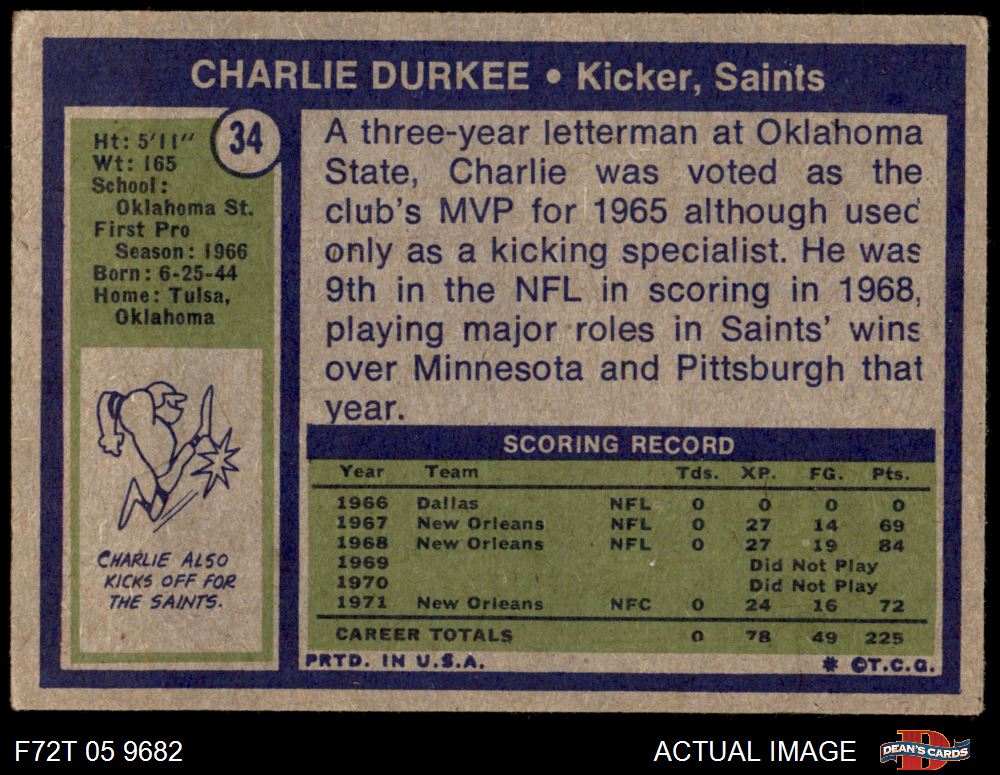 CHARLIE DURKEE • Kicker, Saints
34
Ht: 5'11"
Wt: 165
School:
Oklahoma St.
First Pro
Season: 1966
Born: 6-25-44
Home: Tulsa,
Oklahoma
CHARLIE ALSO
KICKS OFF FOR
THE SAINTS.
A three-year letterman at Oklahoma
State, Charlie was voted as the
club's MVP for 1965 although used
only as a kicking specialist. He was
9th in the NFL in scoring in 1968,
playing major roles in Saints' wins
over Minnesota and Pittsburgh that
year.
SCORING RECORD
Year Team Tds. XP. FG. Pts.
1966 Dallas NFL 0 0 0 0
1967 New Orleans NFL 0 27 14 69
1968 New Orleans NFL 0 27 19 84
1969 Did Not Play
1970 Did Not Play
1971 New Orleans NFC 0 24 16 72
CAREER TOTALS 0 78 49 225
PRTD. IN U.S.A. * ©T.C.G.
F72T 05 9682 ACTUAL IMAGE D DEAN'S CARDS